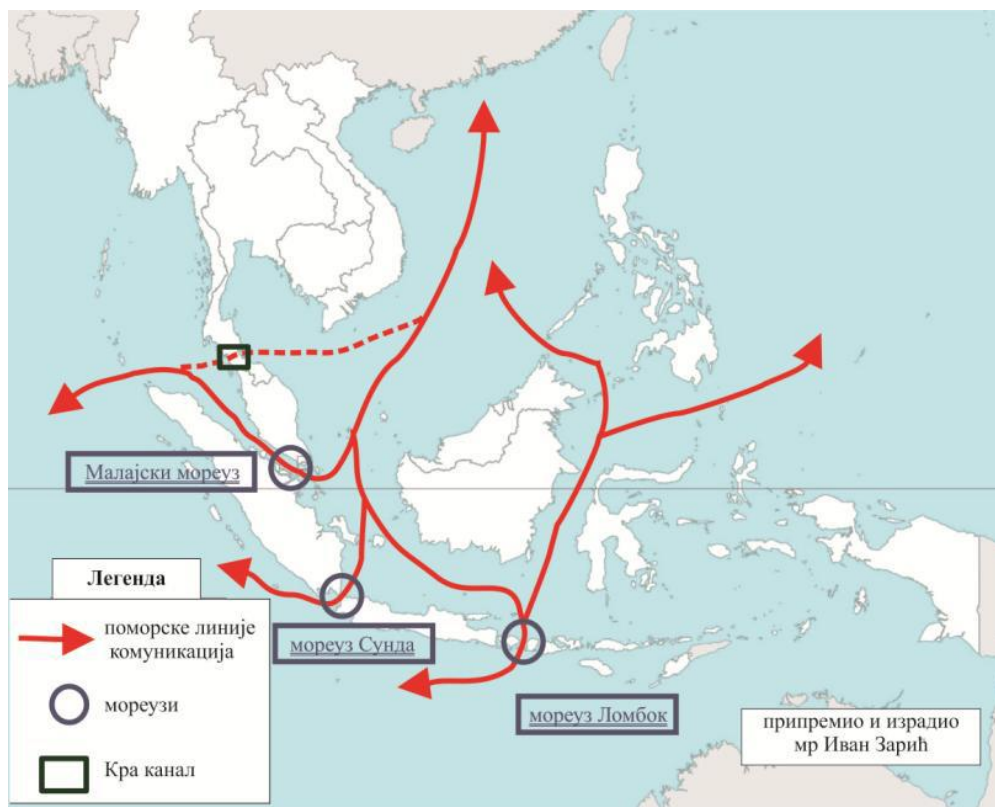 Малајски мореуз
Легенда
поморске линије
комуникација
мореузи
Кра канал
мореуз Сунда
мореуз Ломбок
припремио и израдио
мр Иван Зарић